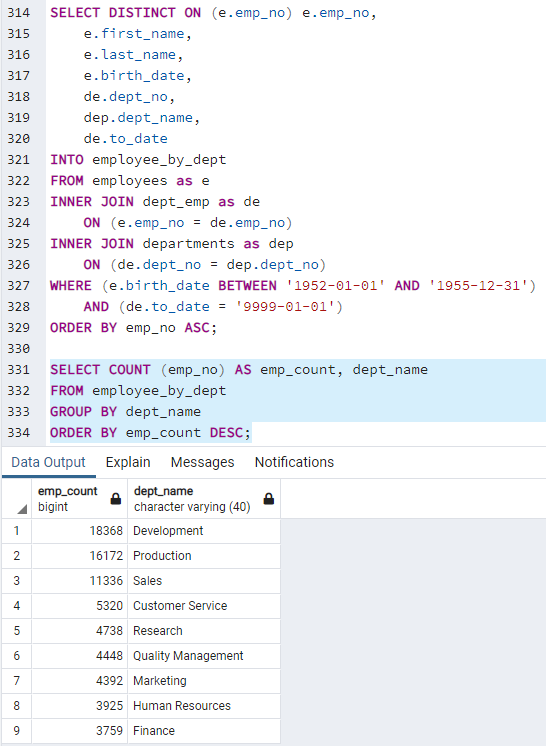 314 SELECT DISTINCT ON (e.emp_no) e.emp_no,
315     e.first_name,
316     e.last_name,
317     e.birth_date,
318     de.dept_no,
319     dep.dept_name,
320     de.to_date
321 INTO employee_by_dept
322 FROM employees as e
323 INNER JOIN dept_emp as de
324     ON (e.emp_no = de.emp_no)
325 INNER JOIN departments as dep
326     ON (de.dept_no = dep.dept_no)
327 WHERE (e.birth_date BETWEEN '1952-01-01' AND '1955-12-31')
328     AND (de.to_date = '9999-01-01')
329 ORDER BY emp_no ASC;
330
331 SELECT COUNT (emp_no) AS emp_count, dept_name
332 FROM employee_by_dept
333 GROUP BY dept_name
334 ORDER BY emp_count DESC;
Data Output Explain Messages Notifications
emp_count dept_name
bigint character varying (40)
1 18368 Development
2 16172 Production
3 11336 Sales
4 5320 Customer Service
5 4738 Research
6 4448 Quality Management
7 4392 Marketing
8 3925 Human Resources
9 3759 Finance